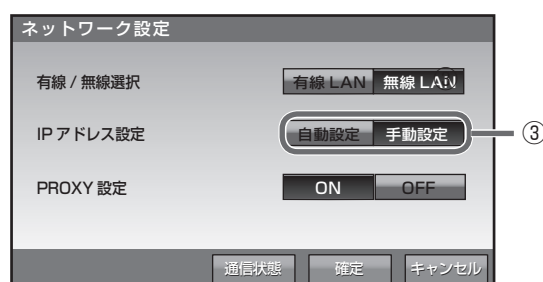 ネットワーク設定
有線 / 無線選択 有線 LAN 無線 LAN
IP アドレス設定 自動設定 手動設定 ③
PROXY 設定 ON OFF
通信状態 確定 キャンセル